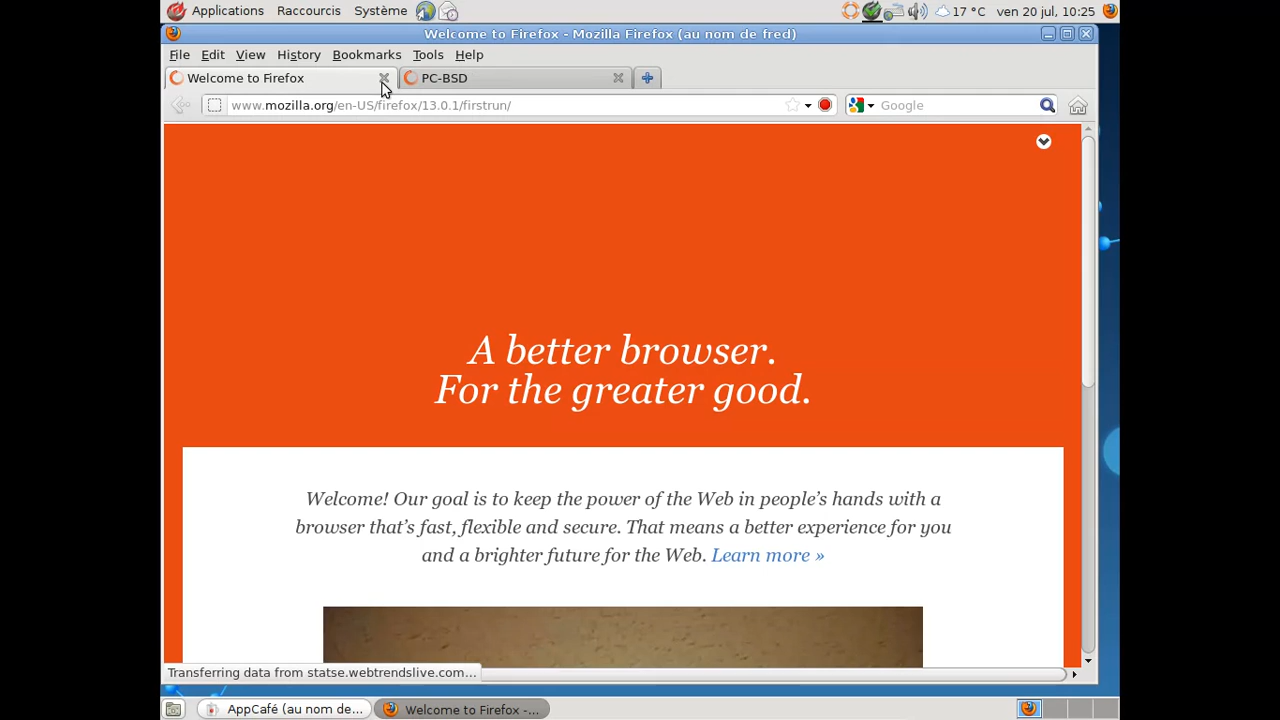 Applications Raccourcis Système 17 °C ven 20 jul, 10:25
Welcome to Firefox - Mozilla Firefox (au nom de fred)
File Edit View History Bookmarks Tools Help
Welcome to Firefox PC-BSD
www.mozilla.org/en-US/firefox/13.0.1/firstrun/ Google
A better browser.
For the greater good.
Welcome! Our goal is to keep the power of the Web in people's hands with a
browser that's fast, flexible and secure. That means a better experience for you
and a brighter future for the Web. Learn more »
Transferring data from statse.webtrendslive.com...
AppCafé (au nom de... Welcome to Firefox -...